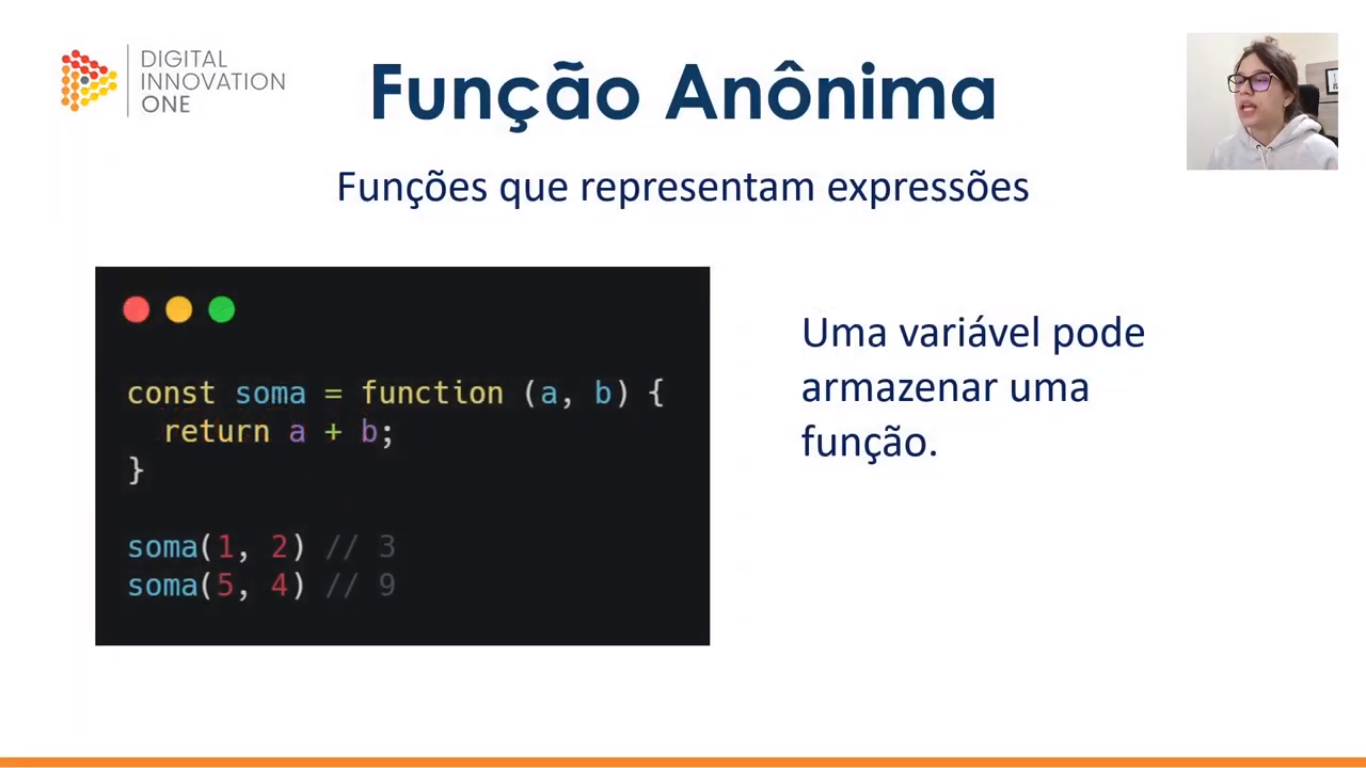 DIGITAL
INNOVATION
ONE
Função Anônima
Funções que representam expressões
const soma = function (a, b) {
  return a + b;
}
soma(1, 2) // 3
soma(5, 4) // 9
Uma variável pode
armazenar uma
função.